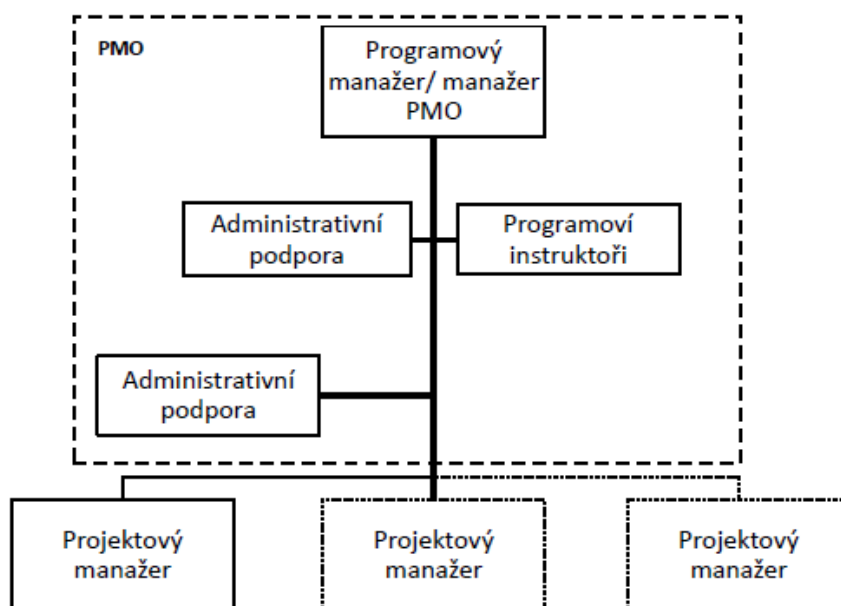 PMO
Programový
manažer/ manažer
PMO
Administrativní
podpora
Programoví
instruktoři
Administrativní
podpora
Projektový
manažer
Projektový
manažer
Projektový
manažer